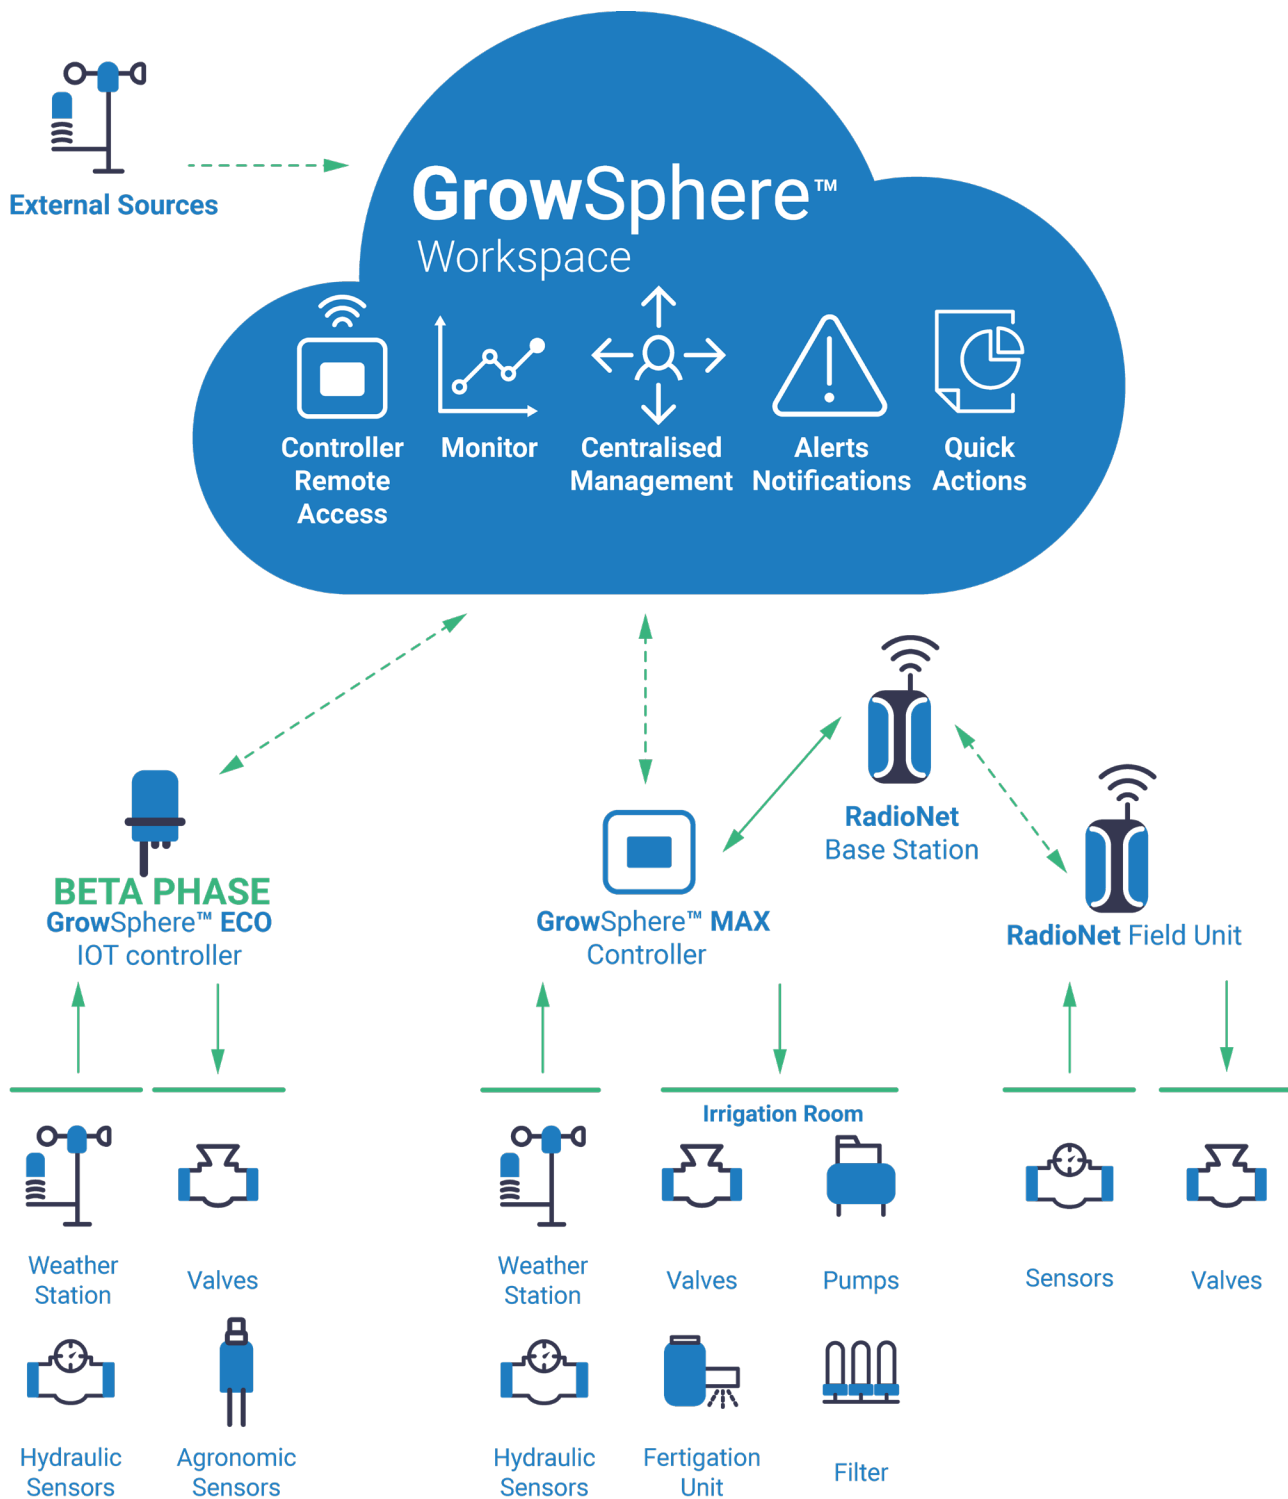 External Sources
GrowSphere™
Workspace
Controller
Remote
Access
Monitor
Centralised
Management
Alerts
Notifications
Quick
Actions
RadioNet
Base Station
BETA PHASE
GrowSphere™ ECO
IOT controller
GrowSphere™ MAX
Controller
RadioNet Field Unit
Irrigation Room
Weather
Station
Valves
Weather
Station
Valves
Pumps
Sensors
Valves
Hydraulic
Sensors
Agronomic
Sensors
Hydraulic
Sensors
Fertigation
Unit
Filter